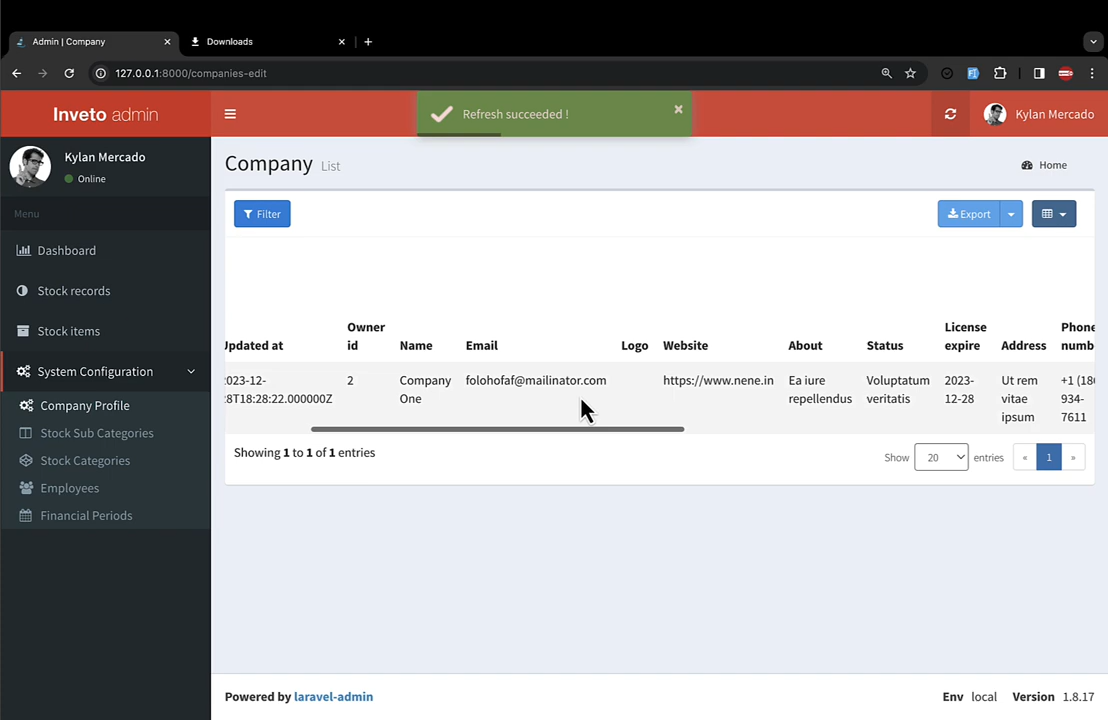 Admin | Company
Downloads
127.0.0.1:8000/companies-edit
Inveto admin
Refresh succeeded !
Kylan Mercado
Kylan Mercado
Online
Company List
Home
Menu
Filter
Export
Dashboard
Stock records
Stock items
System Configuration
Company Profile
Stock Sub Categories
Stock Categories
Employees
Financial Periods
Updated at
Owner id
Name
Email
Logo
Website
About
Status
License expire
Address
Phone numb
2023-12-
28T18:28:22.000000Z
2
Company One
folohofaf@mailinator.com
https://www.nene.in
Ea iure repellendus
Voluptatum veritatis
2023-12-28
Ut rem vitae ipsum
+1 (18
934-
7611
Showing 1 to 1 of 1 entries
Show 20 entries
« 1 »
Powered by laravel-admin
Env local Version 1.8.17